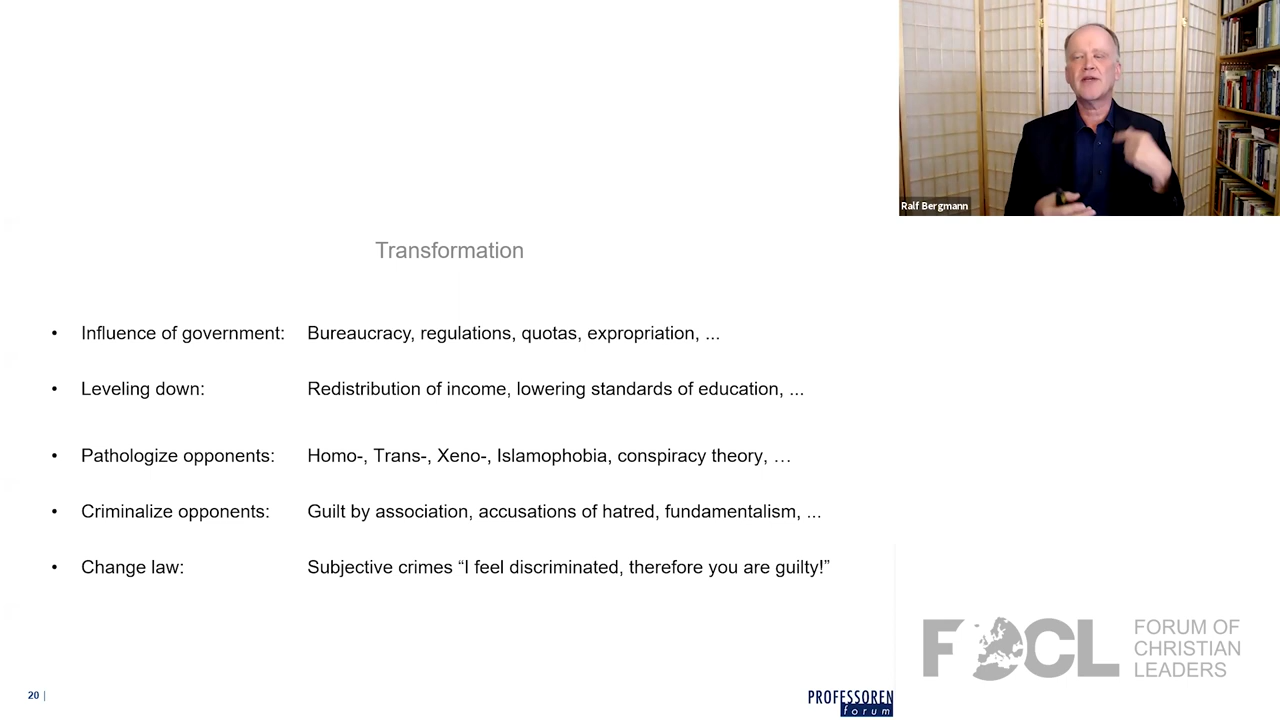 Ralf Bergmann
Transformation
• Influence of government: Bureaucracy, regulations, quotas, expropriation, ...
• Leveling down: Redistribution of income, lowering standards of education, ...
• Pathologize opponents: Homo-, Trans-, Xeno-, Islamophobia, conspiracy theory, …
• Criminalize opponents: Guilt by association, accusations of hatred, fundamentalism, ...
• Change law: Subjective crimes “I feel discriminated, therefore you are guilty!”
FOCL
FORUM OF
CHRISTIAN
LEADERS
20 |
PROFESSOREN
forum